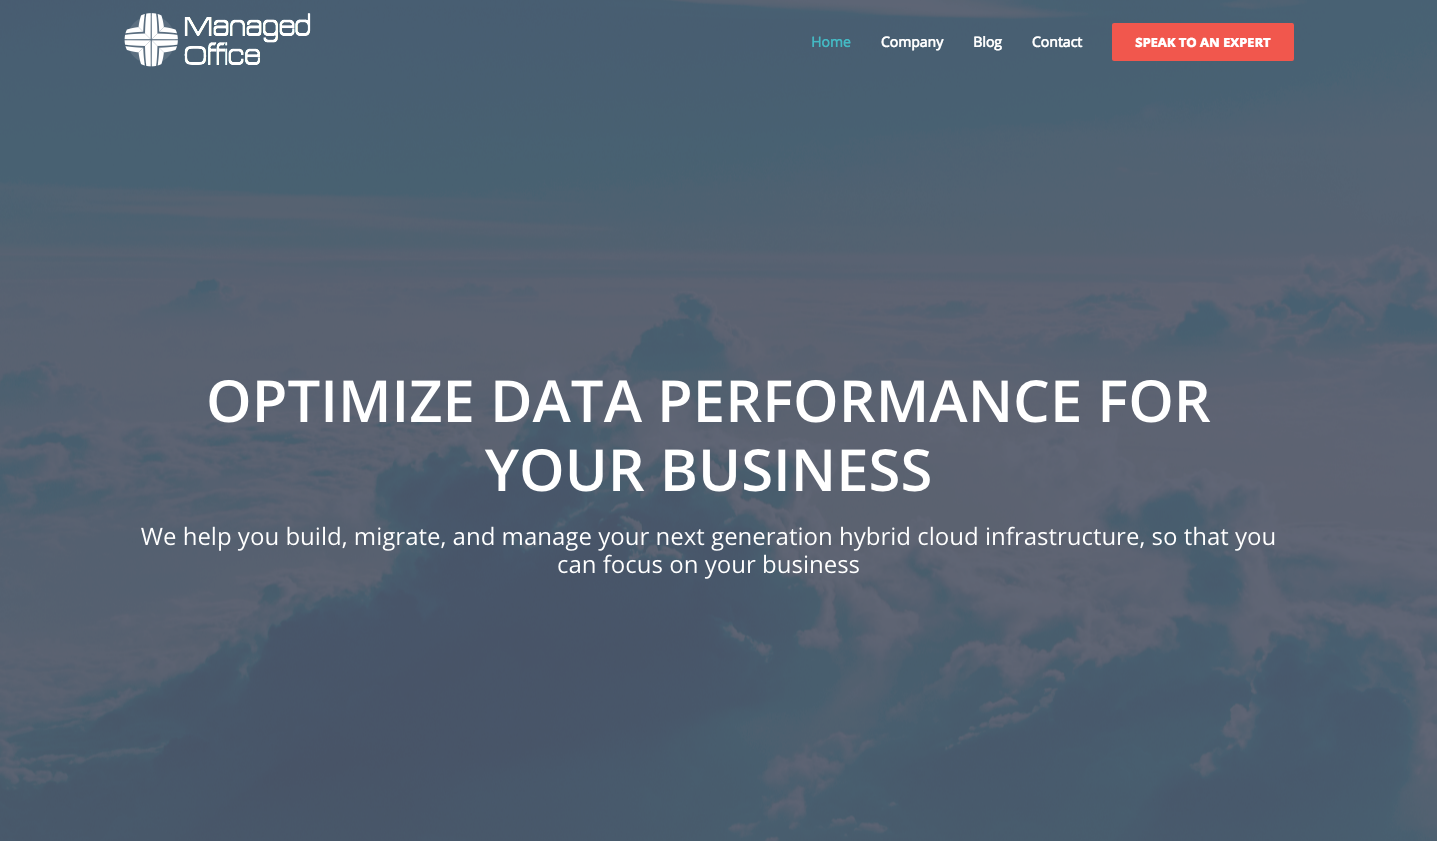 Managed
Office
Home
Company
Blog
Contact
SPEAK TO AN EXPERT
OPTIMIZE DATA PERFORMANCE FOR
YOUR BUSINESS
We help you build, migrate, and manage your next generation hybrid cloud infrastructure, so that you
can focus on your business